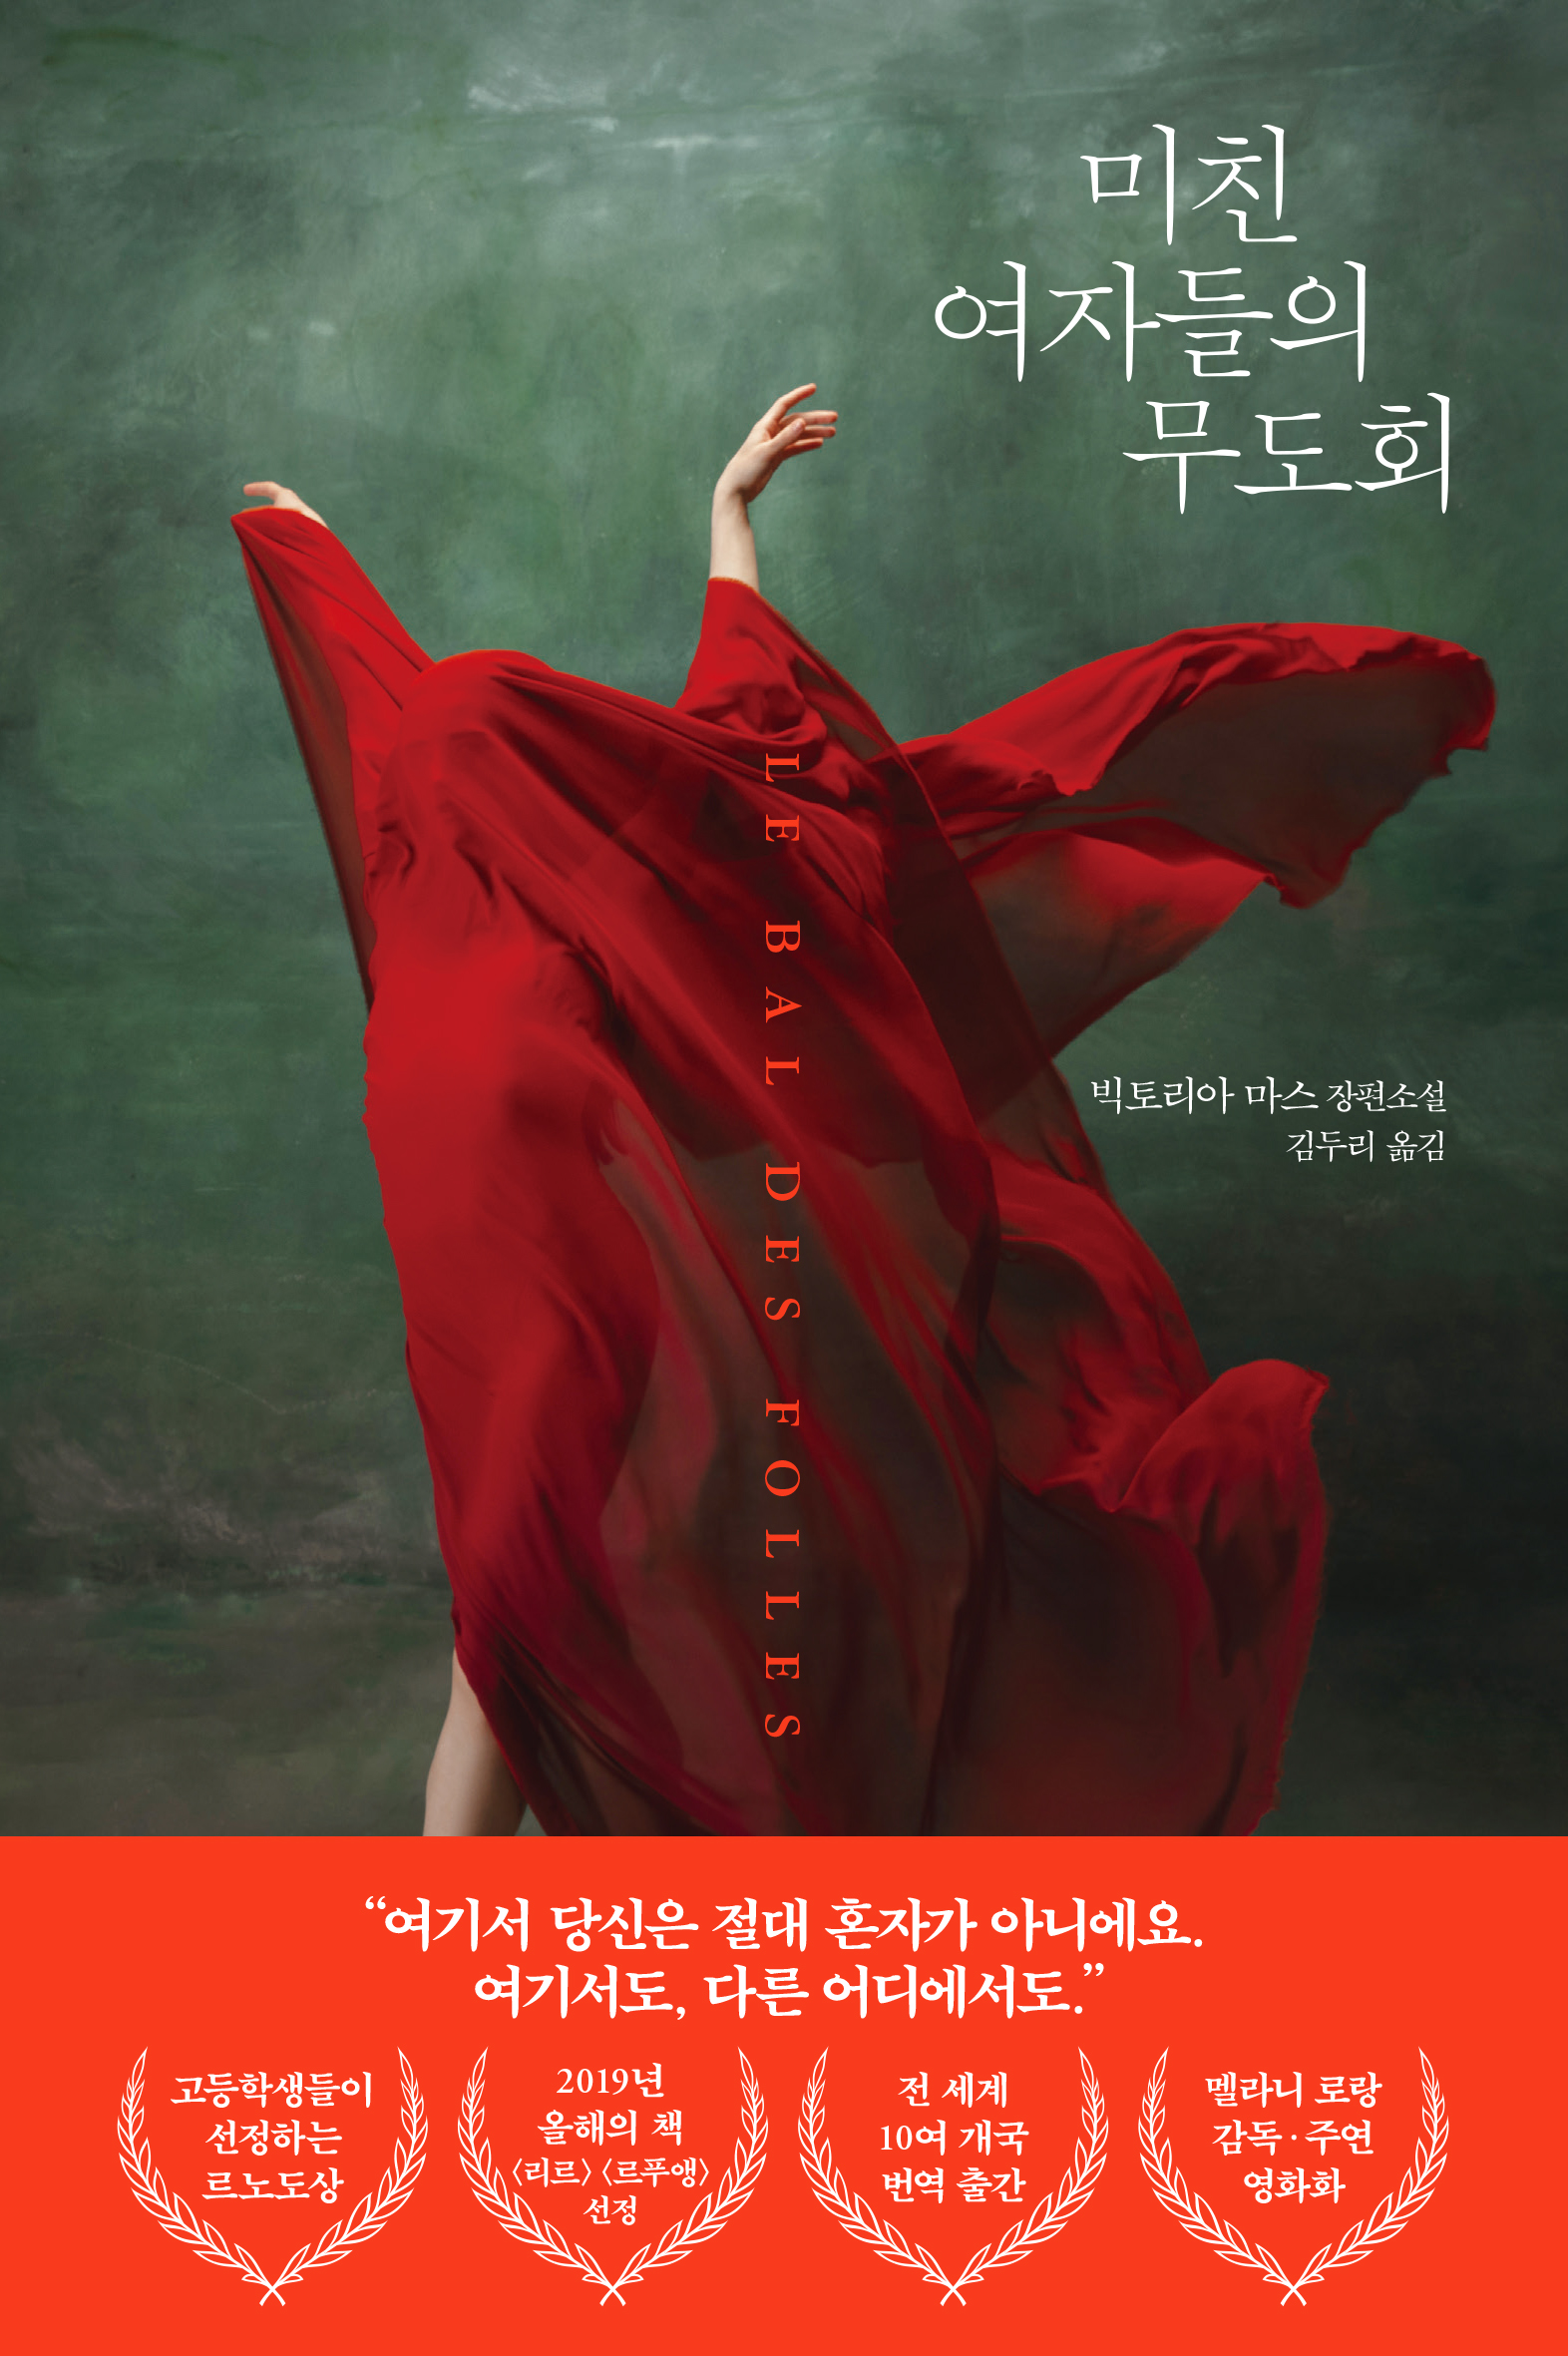 미친
여자들의
무도회
LE BAL DES FOLLES
빅토리아 마스 장편소설
김두리 옮김
“여기서 당신은 절대 혼자가 아니에요.
여기서도, 다른 어디에서도.”
고등학생들이
선정하는
르노도상
2019년
올해의 책
〈리르〉〈르푸앵〉
선정
전 세계
10여 개국
번역 출간
멜라니 로랑
감독·주연
영화화